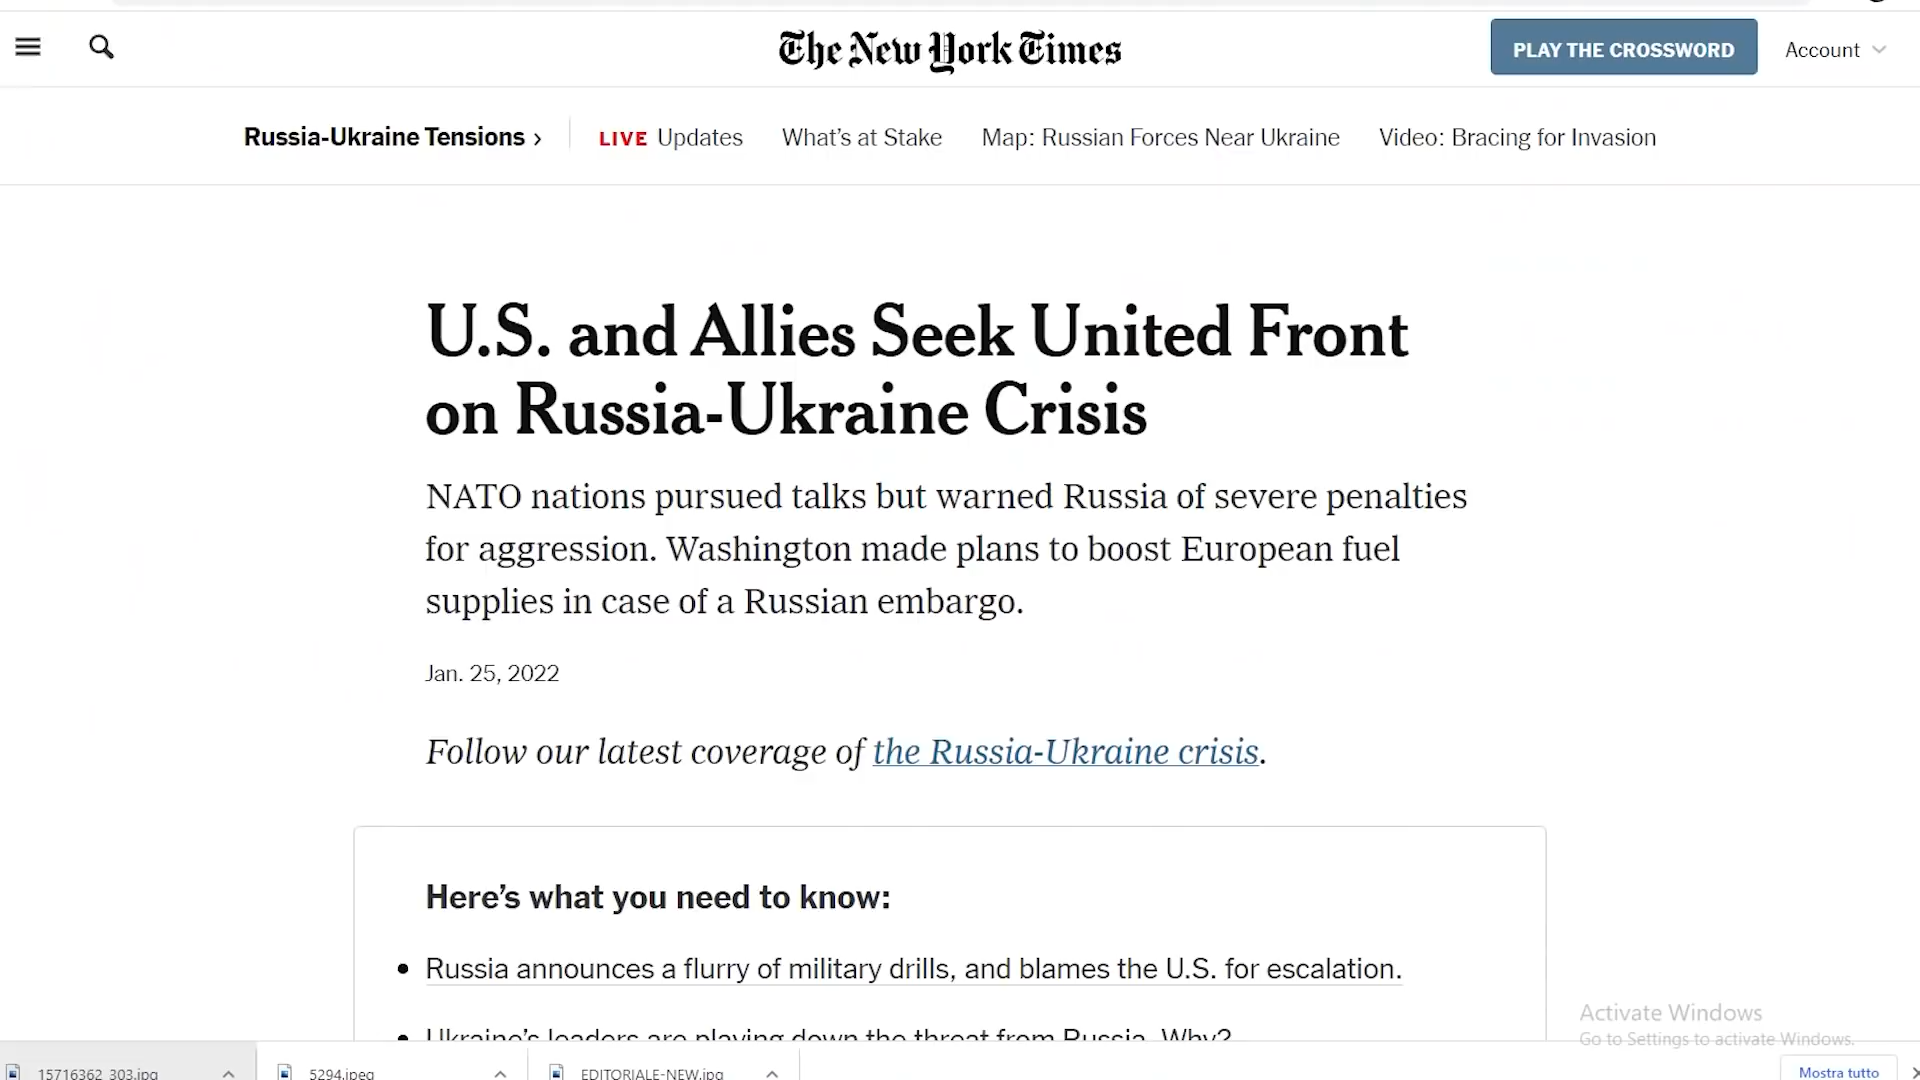 The New York Times
PLAY THE CROSSWORD
Account
Russia-Ukraine Tensions ›
LIVE Updates
What's at Stake
Map: Russian Forces Near Ukraine
Video: Bracing for Invasion
U.S. and Allies Seek United Front
on Russia-Ukraine Crisis
NATO nations pursued talks but warned Russia of severe penalties
for aggression. Washington made plans to boost European fuel
supplies in case of a Russian embargo.
Jan. 25, 2022
Follow our latest coverage of the Russia-Ukraine crisis.
Here’s what you need to know:
• Russia announces a flurry of military drills, and blames the U.S. for escalation.
• Ukraine’s leaders are playing down the threat from Russia. Why?
Activate Windows
Go to Settings to activate Windows.
15716362_303.jpg
5294.jpeg
EDITORIALE-NEW.jpg
Mostra tutto